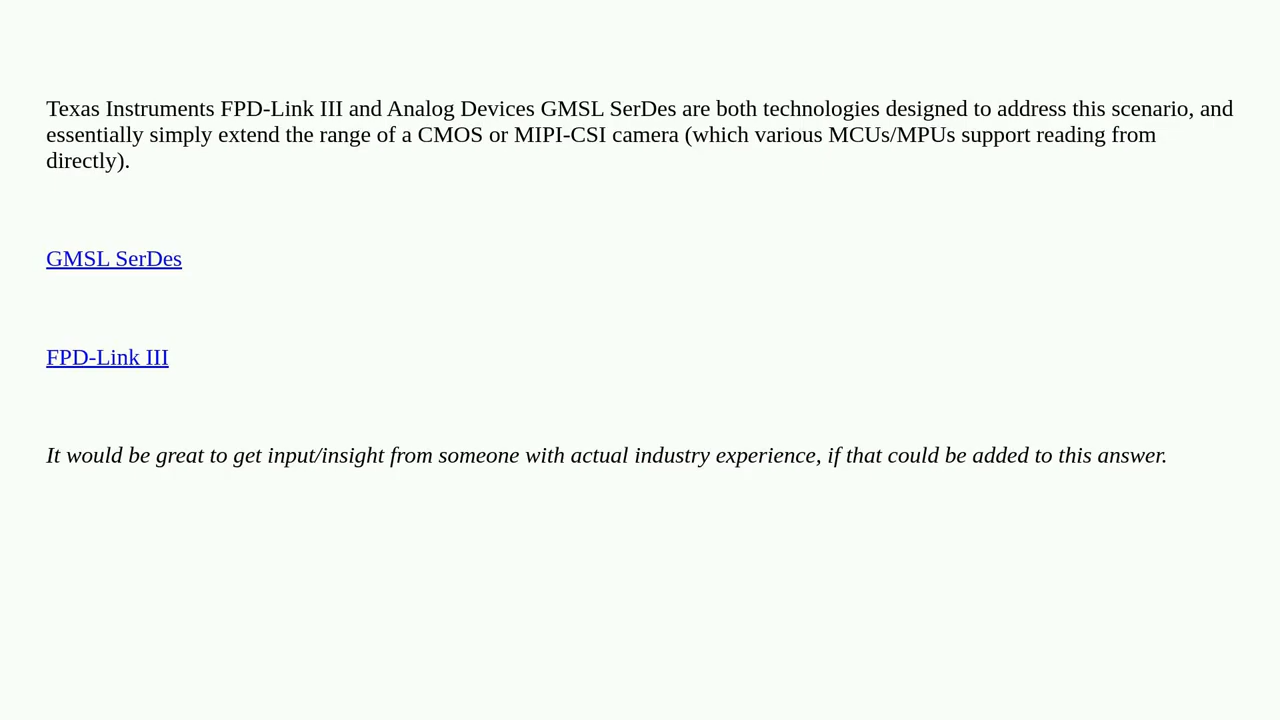 Texas Instruments FPD-Link III and Analog Devices GMSL SerDes are both technologies designed to address this scenario, and
essentially simply extend the range of a CMOS or MIPI-CSI camera (which various MCUs/MPUs support reading from
directly).
GMSL SerDes
FPD-Link III
It would be great to get input/insight from someone with actual industry experience, if that could be added to this answer.